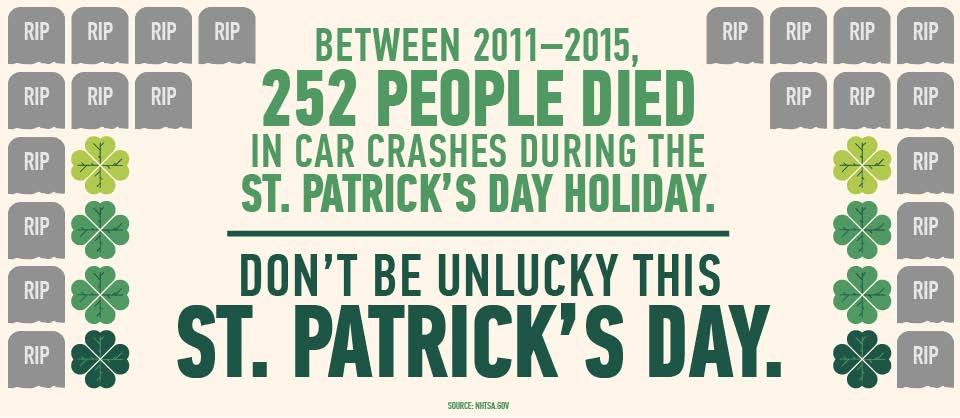 RIP RIP RIP RIP
RIP RIP RIP RIP
RIP RIP RIP
RIP RIP RIP
RIP
RIP
RIP
RIP
RIP
RIP
RIP
RIP
BETWEEN 2011–2015,
252 PEOPLE DIED
IN CAR CRASHES DURING THE
ST. PATRICK'S DAY HOLIDAY.
DON'T BE UNLUCKY THIS
ST. PATRICK'S DAY.
SOURCE: NHTSA.GOV